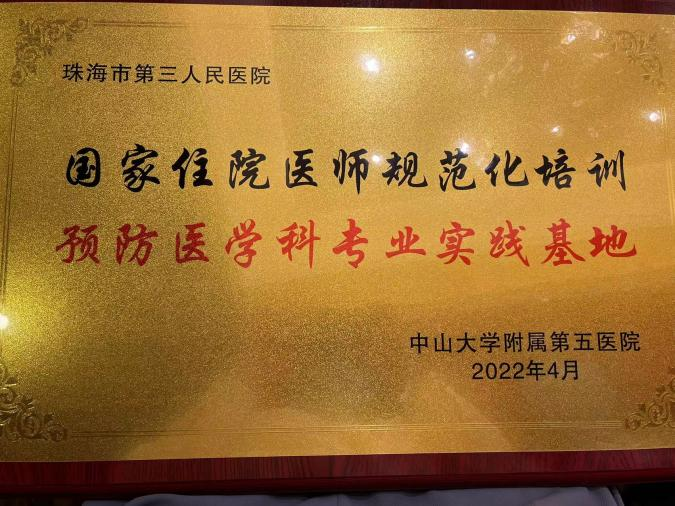 珠海市第三人民医院
国家住院医师规范化培训
预防医学科专业实践基地
中山大学附属第五医院
2022年4月